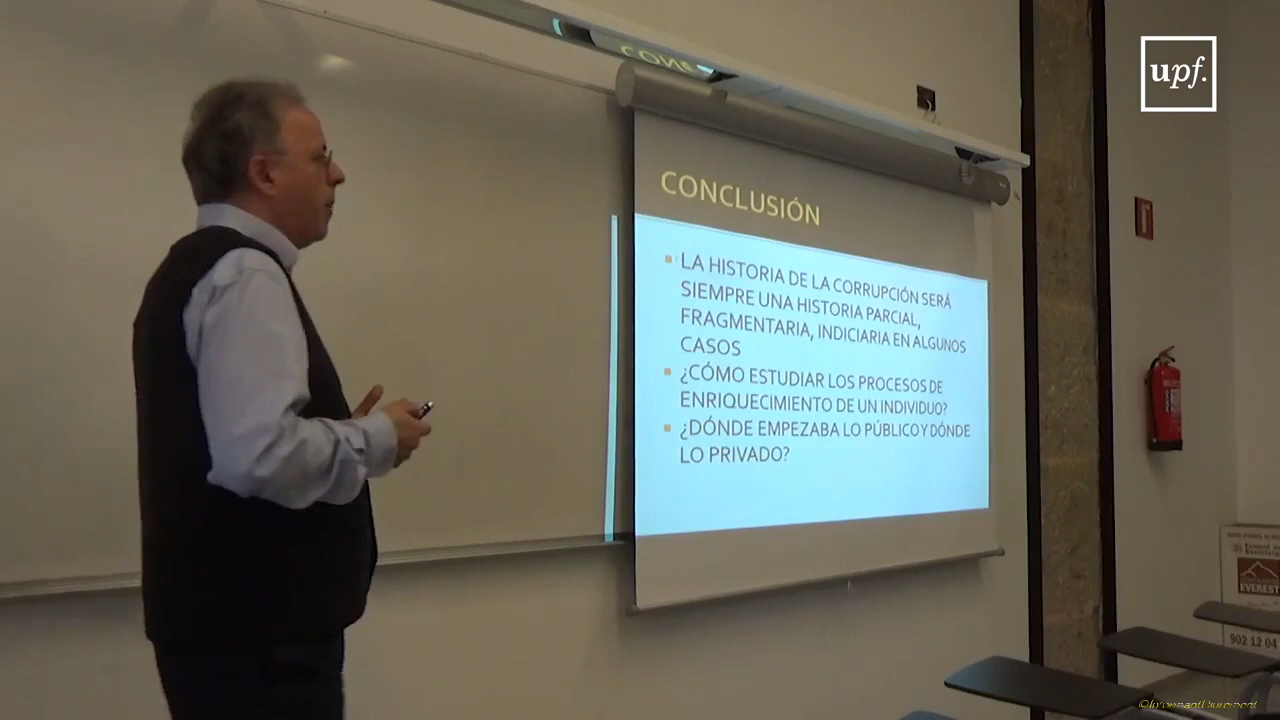 upf.
CONCLUSIÓN
LA HISTORIA DE LA CORRUPCIÓN SERÁ
SIEMPRE UNA HISTORIA PARCIAL,
FRAGMENTARIA, INDICIARIA EN ALGUNOS
CASOS
¿CÓMO ESTUDIAR LOS PROCESOS DE
ENRIQUECIMIENTO DE UN INDIVIDUO?
¿DÓNDE EMPEZABA LO PÚBLICO Y DÓNDE
LO PRIVADO?
EVEREST
902 12 04